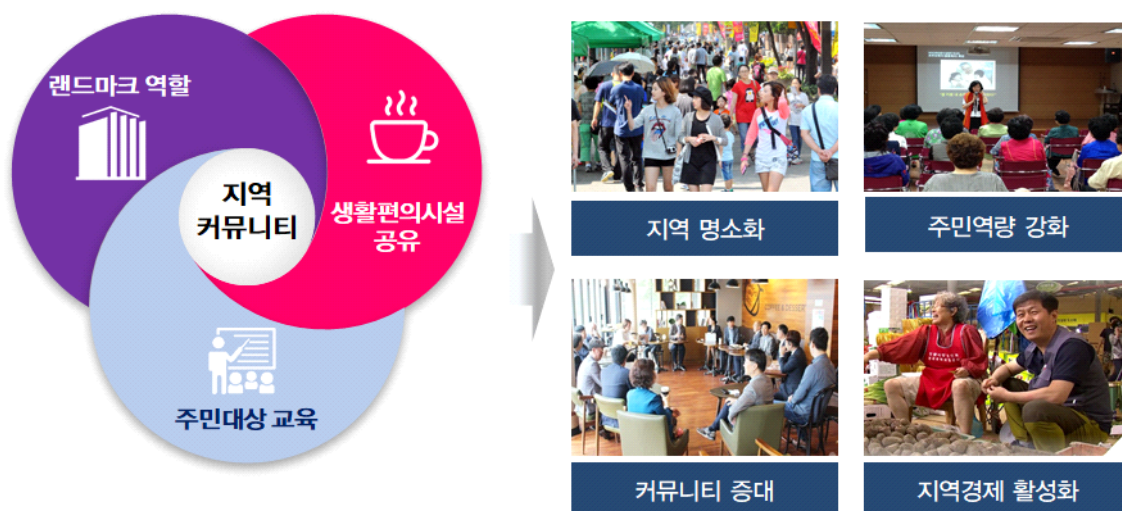 랜드마크 역할
지역
커뮤니티
생활편의시설
공유
주민대상 교육
지역 명소화
주민역량 강화
커뮤니티 증대
지역경제 활성화